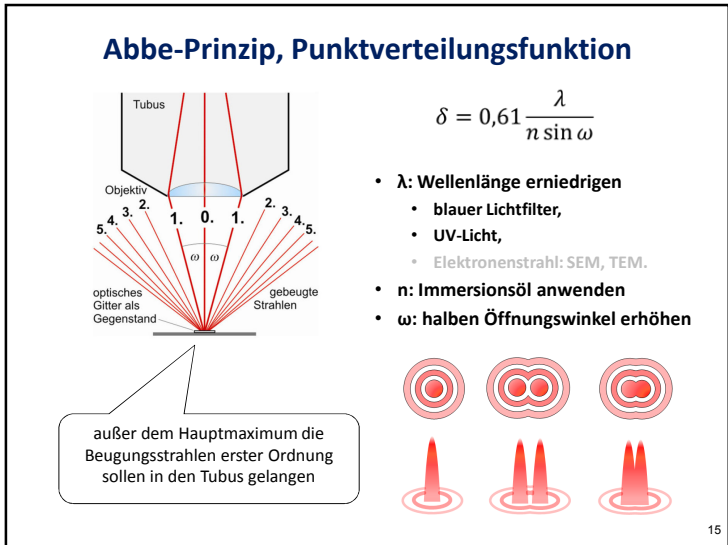 Abbe-Prinzip, Punktverteilungsfunktion
Tubus
Objektiv
5. 4. 3. 2. 1. 0. 1. 2. 3. 4. 5.
ω ω
optisches
Gitter als
Gegenstand
gebeugte
Strahlen
außer dem Hauptmaximum die
Beugungsstrahlen erster Ordnung
sollen in den Tubus gelangen
δ = 0,61 λ / (n sin ω)
• λ: Wellenlänge erniedrigen
• blauer Lichtfilter,
• UV-Licht,
• Elektronenstrahl: SEM, TEM.
• n: Immersionsöl anwenden
• ω: halben Öffnungswinkel erhöhen
15